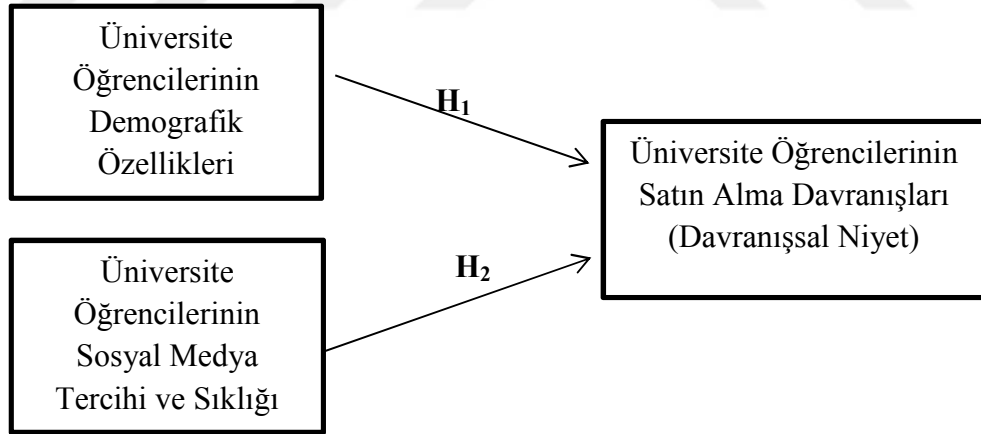 Üniversite
Öğrencilerinin
Demografik
Özellikleri
H₁
Üniversite Öğrencilerinin
Satın Alma Davranışları
(Davranışsal Niyet)
Üniversite
Öğrencilerinin
Sosyal Medya
Tercihi ve Sıklığı
H₂